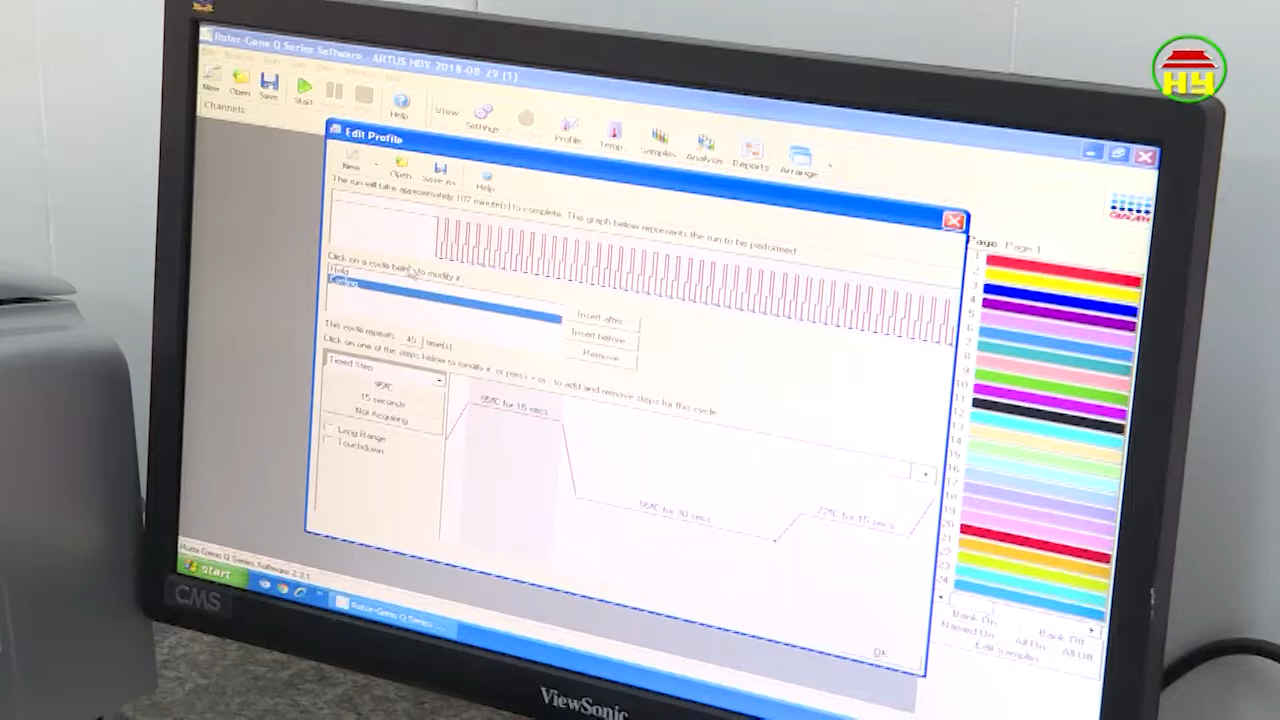 Rotor-Gene Q Series Software - ARTUS HBV 2018-08-29 (1)
New Open Save Start Help View Settings Profile Temp. Samples Analysis Reports Arrange
Channels
HY
Edit Profile
New Open Save As Help
The run will take approximately 107 minute(s) to complete. The graph below represents the run to be performed
Click on a cycle below to modify it
Hold
Cycling
Insert after...
Insert before
Remove
This cycle repeats 45 time(s)
Click on one of the steps below to modify it, or press + or - to add and remove steps for this cycle
Timed Step
95°C
15 seconds
Not Acquiring
Long Range
Touchdown
95°C for 15 secs
72°C for 15 secs
OK
QIAGEN
Page: Page 1
Bank On Bank Off
Named On All On All Off
Edit Samples
Rotor-Gene Q Series Software 2.3.1
start
Rotor-Gene Q Series ...
CMS
ViewSonic